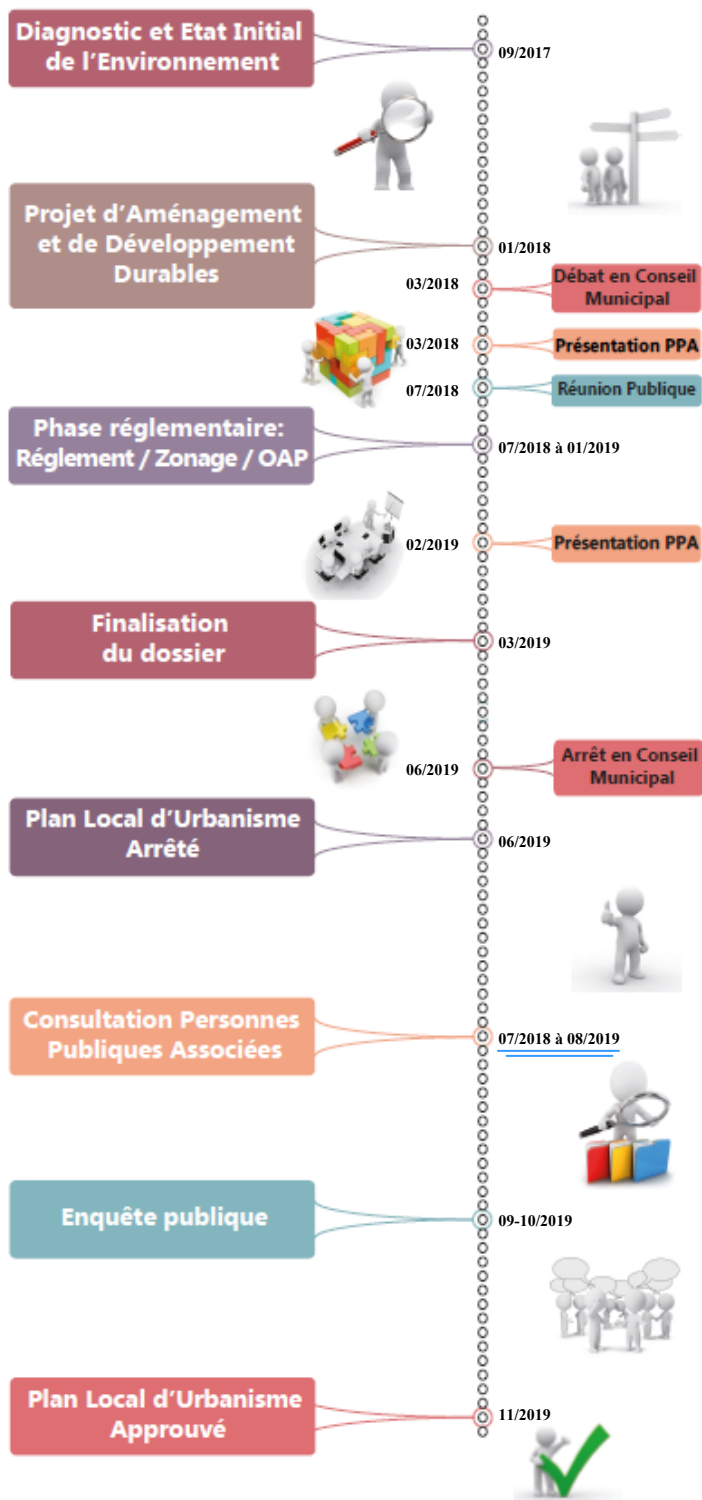 Diagnostic et Etat Initial
de l'Environnement
09/2017
Projet d'Aménagement
et de Développement
Durables
01/2018
03/2018
Débat en Conseil
Municipal
03/2018
Présentation PPA
07/2018
Réunion Publique
Phase réglementaire:
Réglement / Zonage / OAP
07/2018 à 01/2019
02/2019
Présentation PPA
Finalisation
du dossier
03/2019
06/2019
Arrêt en Conseil
Municipal
Plan Local d'Urbanisme
Arrêté
06/2019
Consultation Personnes
Publiques Associées
07/2018 à 08/2019
Enquête publique
09-10/2019
Plan Local d'Urbanisme
Approuvé
11/2019